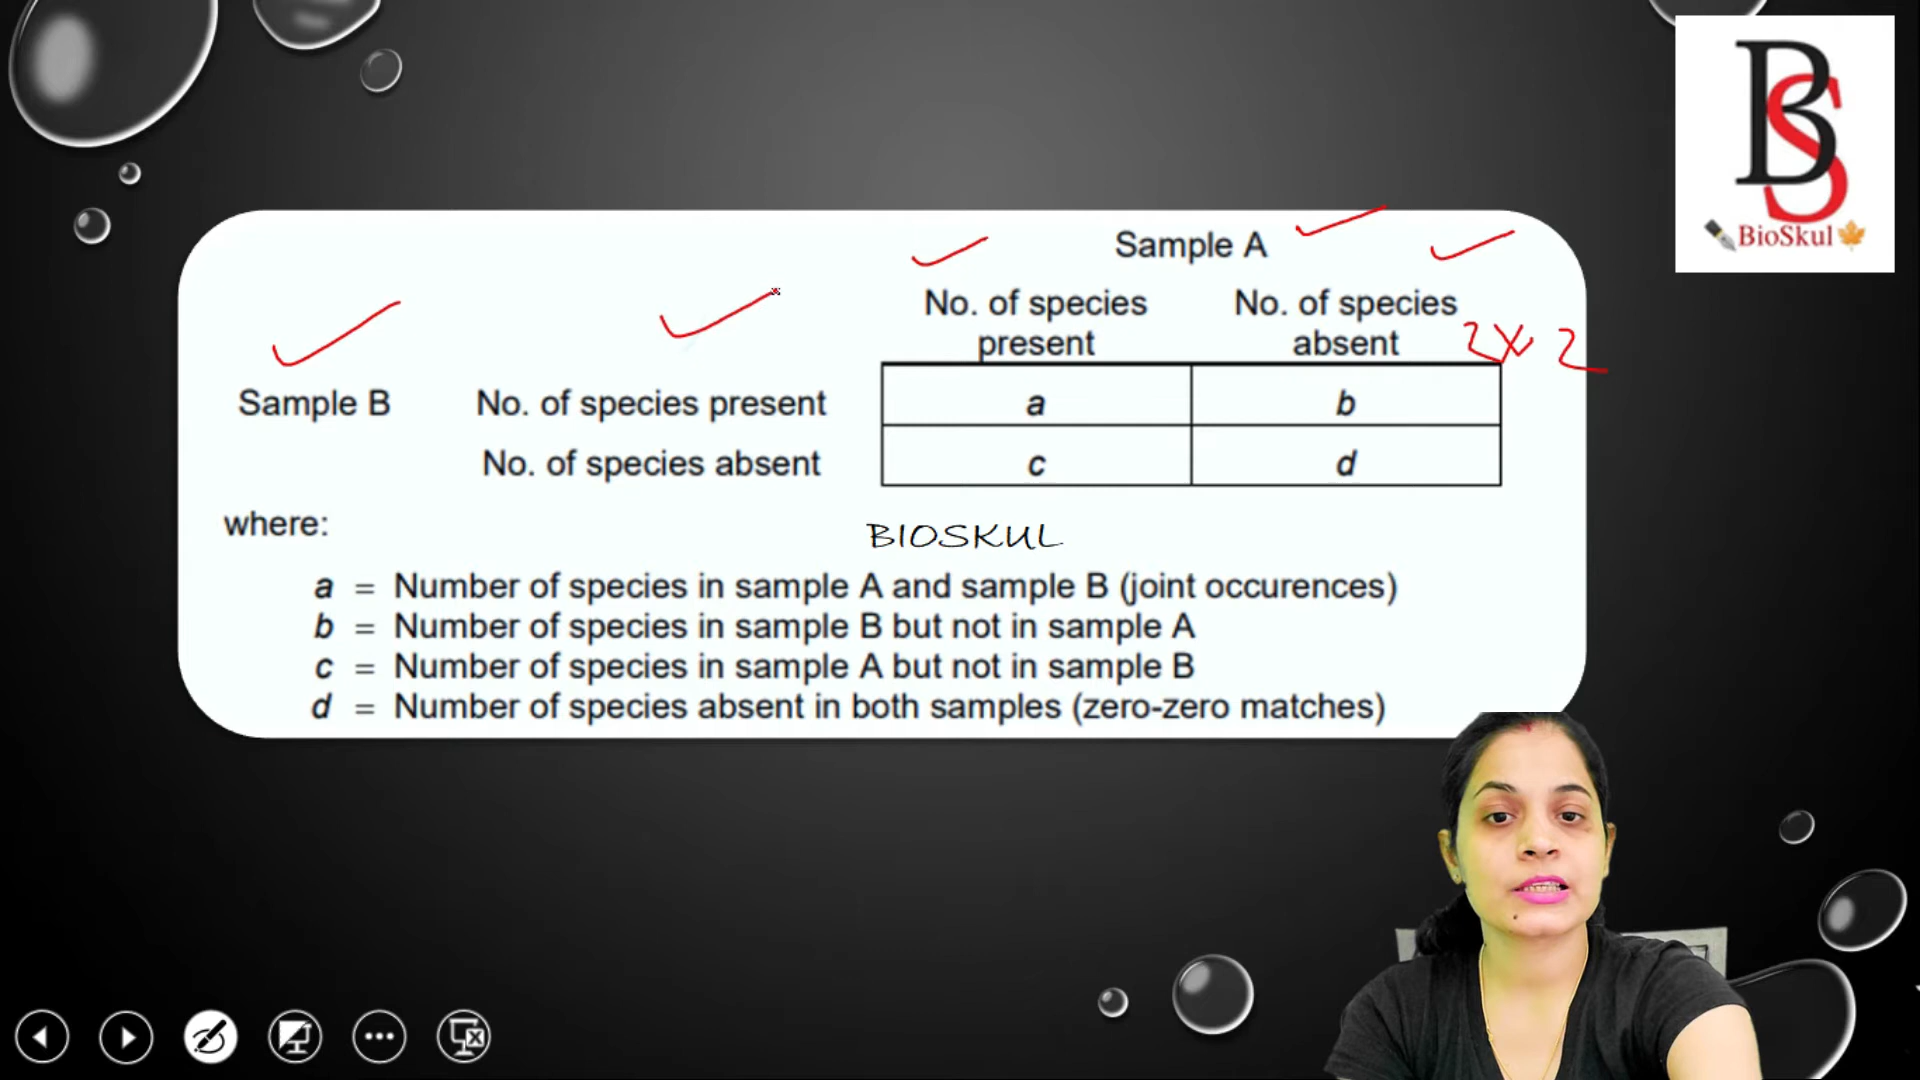 BS
BioSkul
Sample A
No. of species present
No. of species absent
2 x 2
Sample B
No. of species present
a
b
No. of species absent
c
d
where:
BIOSKUL
a = Number of species in sample A and sample B (joint occurences)
b = Number of species in sample B but not in sample A
c = Number of species in sample A but not in sample B
d = Number of species absent in both samples (zero-zero matches)